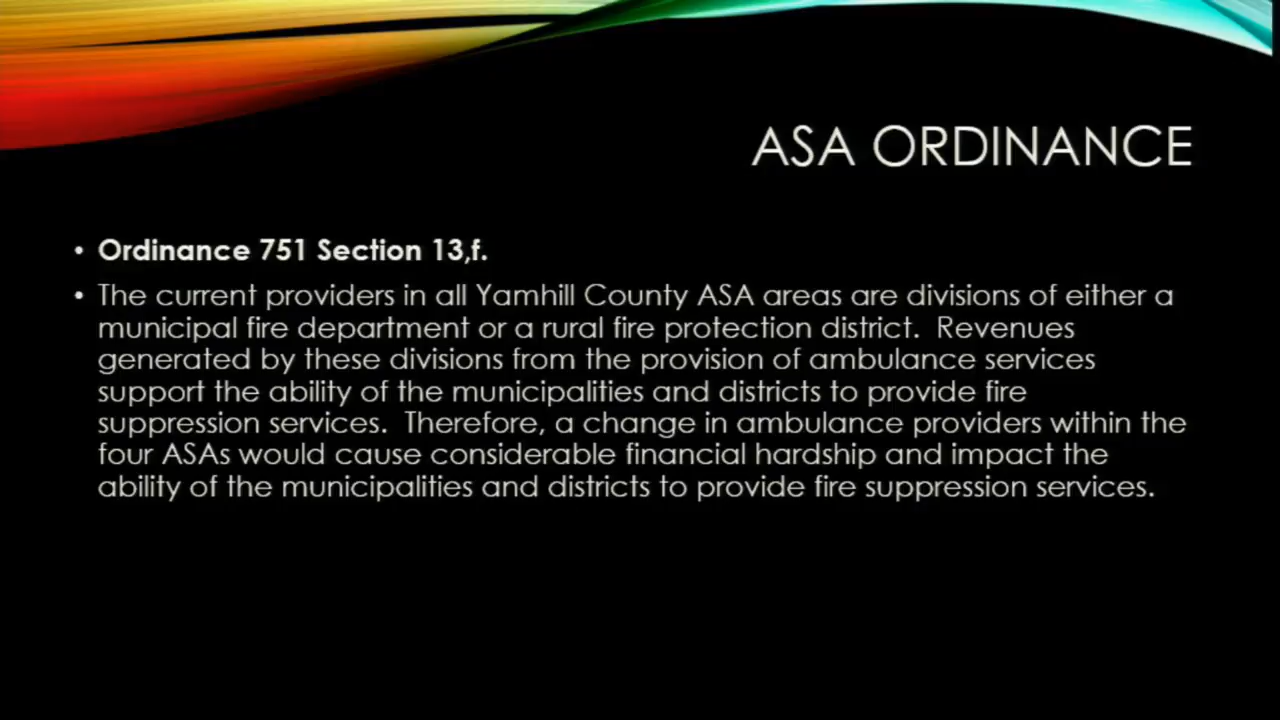 ASA ORDINANCE
• Ordinance 751 Section 13,f.
• The current providers in all Yamhill County ASA areas are divisions of either a
municipal fire department or a rural fire protection district.  Revenues
generated by these divisions from the provision of ambulance services
support the ability of the municipalities and districts to provide fire
suppression services.  Therefore, a change in ambulance providers within the
four ASAs would cause considerable financial hardship and impact the
ability of the municipalities and districts to provide fire suppression services.